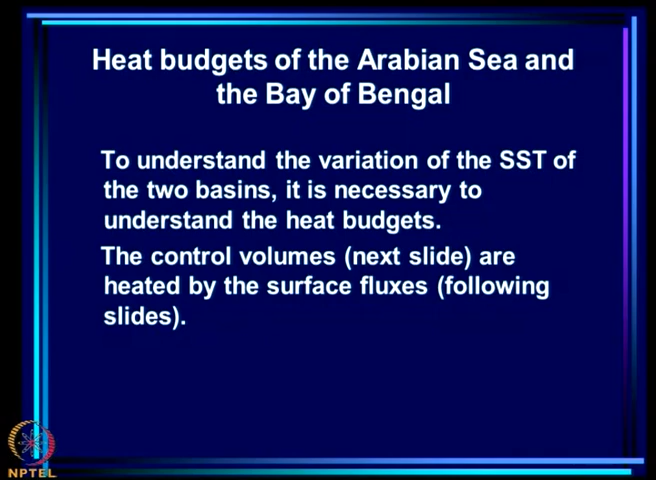 Heat budgets of the Arabian Sea and
the Bay of Bengal
To understand the variation of the SST of
the two basins, it is necessary to
understand the heat budgets.
The control volumes (next slide) are
heated by the surface fluxes (following
slides).
NPTEL